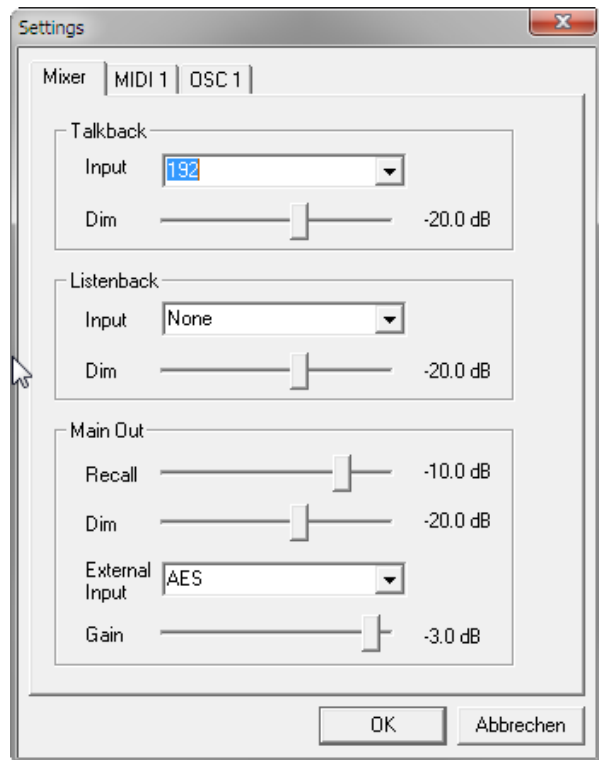 Settings
Mixer MIDI 1 OSC 1
Talkback
Input 192
Dim -20.0 dB
Listenback
Input None
Dim -20.0 dB
Main Out
Recall -10.0 dB
Dim -20.0 dB
External
Input AES
Gain -3.0 dB
OK Abbrechen